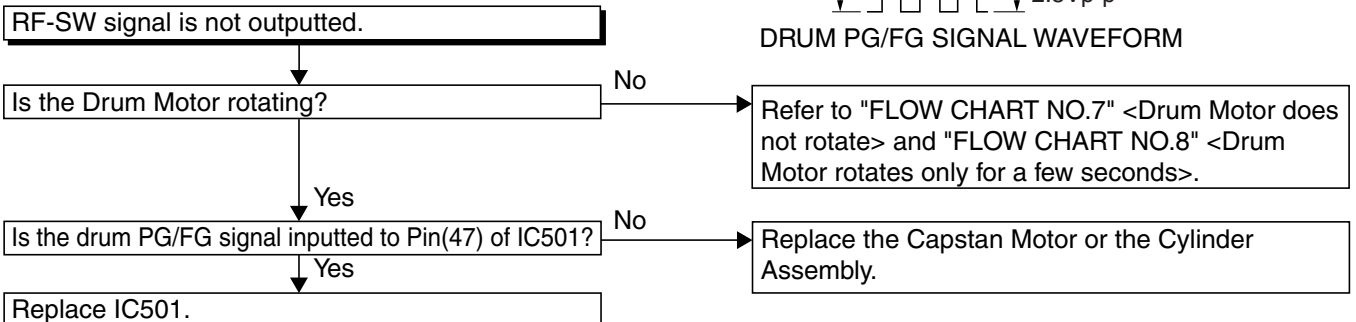 RF-SW signal is not outputted.
DRUM PG/FG SIGNAL WAVEFORM
Is the Drum Motor rotating?
No
Refer to "FLOW CHART NO.7" <Drum Motor does
not rotate> and "FLOW CHART NO.8" <Drum
Motor rotates only for a few seconds>.
Yes
Is the drum PG/FG signal inputted to Pin(47) of IC501?
No
Replace the Capstan Motor or the Cylinder
Assembly.
Yes
Replace IC501.